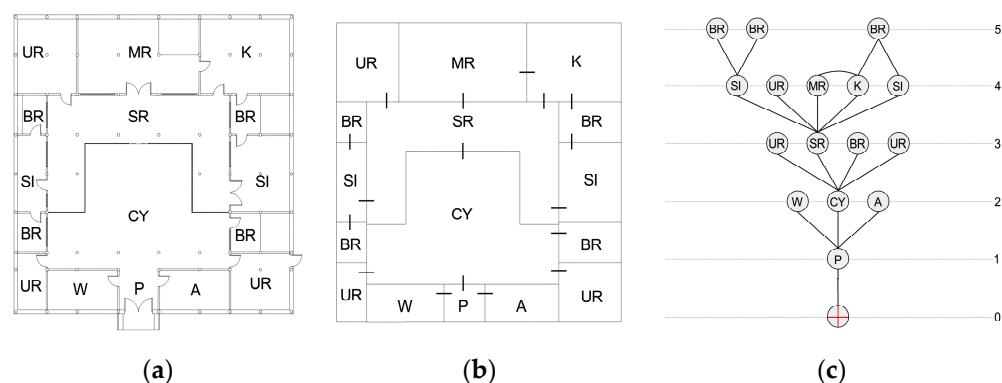 UR MR K
BR SR BR
SI SI
CY
BR BR
UR W P A UR
(a)
UR MR K
BR SR BR
SI SI
CY
BR BR
UR W P A UR
(b)
BR BR BR 5
SI UR MR K SI 4
UR SR BR UR 3
W CY A 2
P 1
0
(c)